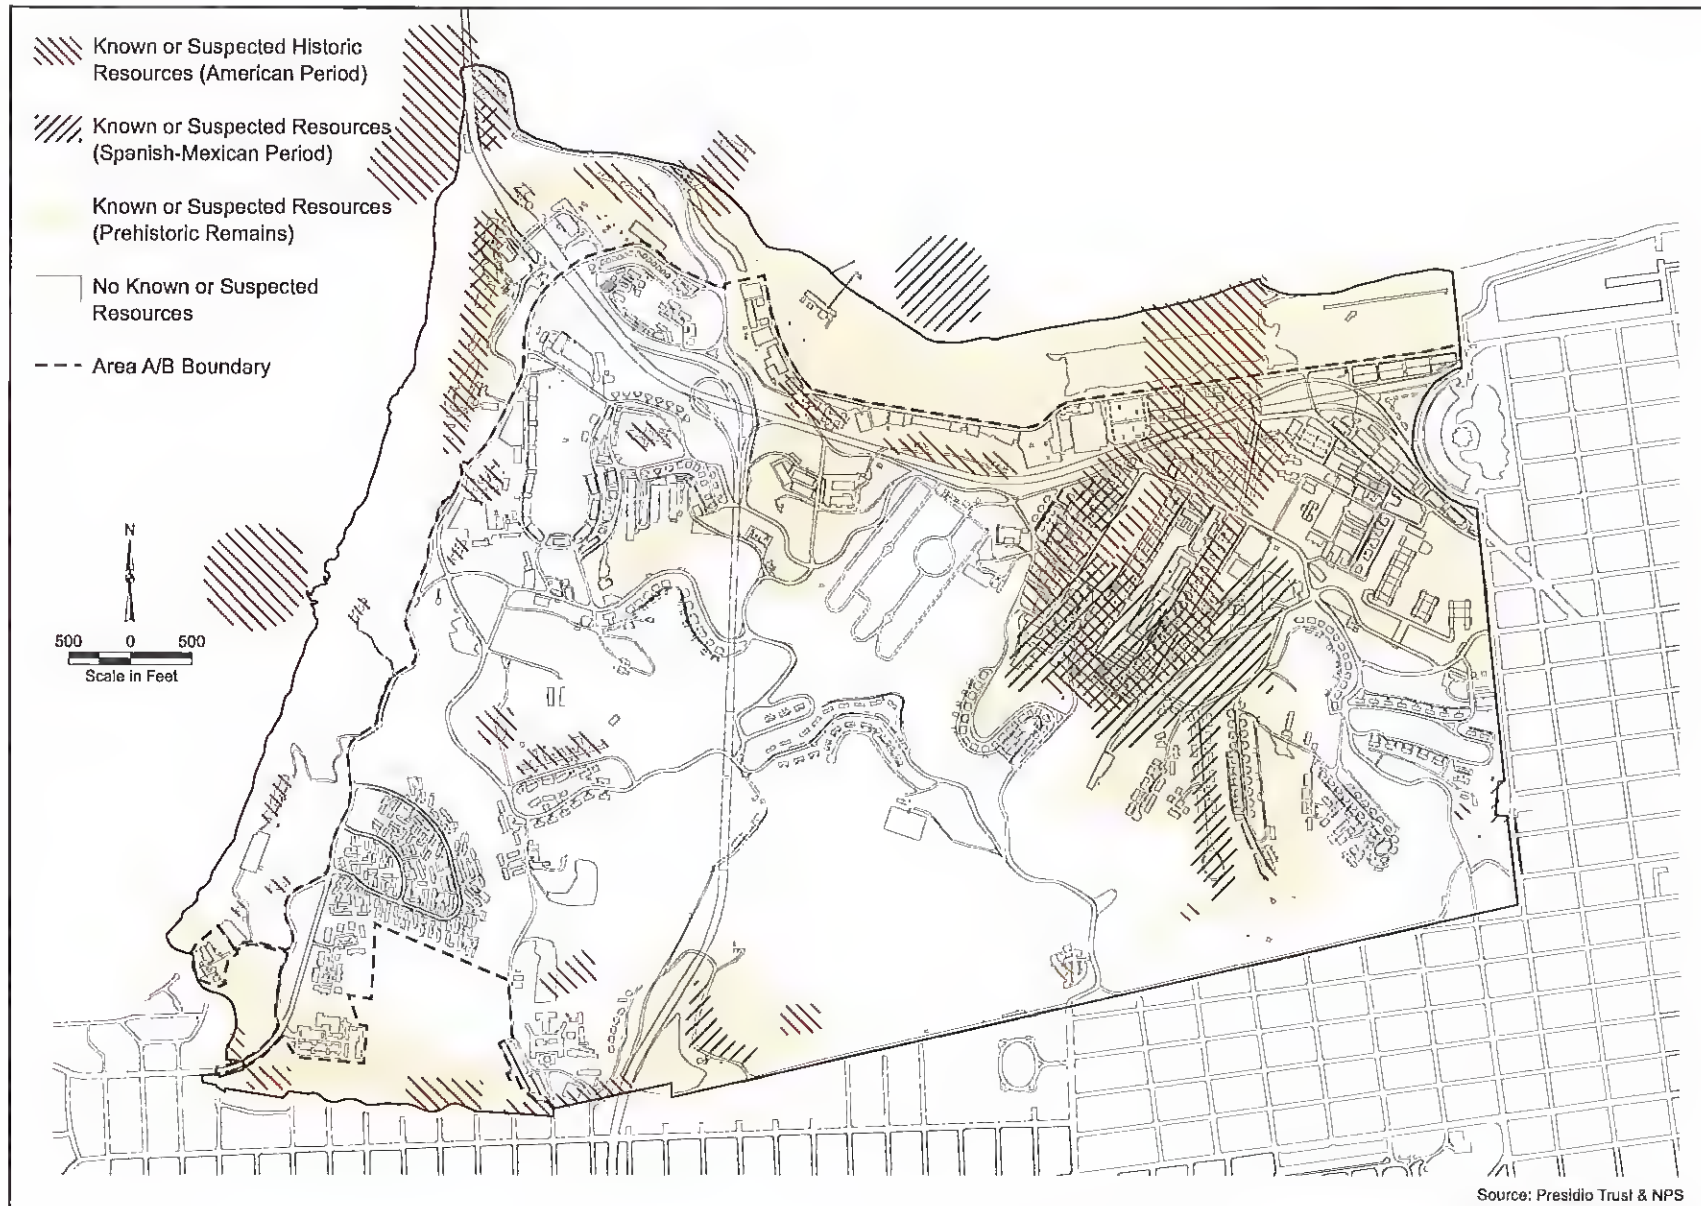 Known or Suspected Historic
Resources (American Period)
Known or Suspected Resources
(Spanish-Mexican Period)
Known or Suspected Resources
(Prehistoric Remains)
No Known or Suspected
Resources
Area A/B Boundary
N
500 0 500
Scale in Feet
Source: Presidio Trust & NPS